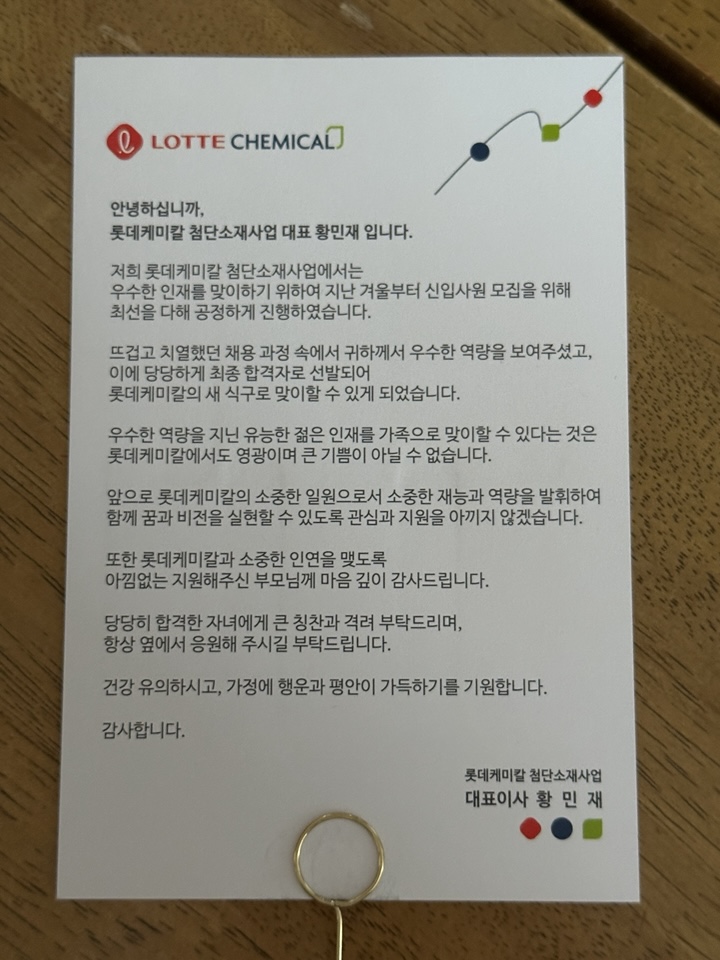 LOTTE CHEMICAL
안녕하십니까,
롯데케미칼 첨단소재사업 대표 황민재 입니다.
저희 롯데케미칼 첨단소재사업에서는
우수한 인재를 맞이하기 위하여 지난 겨울부터 신입사원 모집을 위해
최선을 다해 공정하게 진행하였습니다.
뜨겁고 치열했던 채용 과정 속에서 귀하께서 우수한 역량을 보여주셨고,
이에 당당하게 최종 합격자로 선발되어
롯데케미칼의 새 식구로 맞이할 수 있게 되었습니다.
우수한 역량을 지닌 유능한 젊은 인재를 가족으로 맞이할 수 있다는 것은
롯데케미칼에서도 영광이며 큰 기쁨이 아닐 수 없습니다.
앞으로 롯데케미칼의 소중한 일원으로서 소중한 재능과 역량을 발휘하여
함께 꿈과 비전을 실현할 수 있도록 관심과 지원을 아끼지 않겠습니다.
또한 롯데케미칼과 소중한 인연을 맺도록
아낌없는 지원해주신 부모님께 마음 깊이 감사드립니다.
당당히 합격한 자녀에게 큰 칭찬과 격려 부탁드리며,
항상 옆에서 응원해 주시길 부탁드립니다.
건강 유의하시고, 가정에 행운과 평안이 가득하기를 기원합니다.
감사합니다.
롯데케미칼 첨단소재사업
대표이사 황 민 재